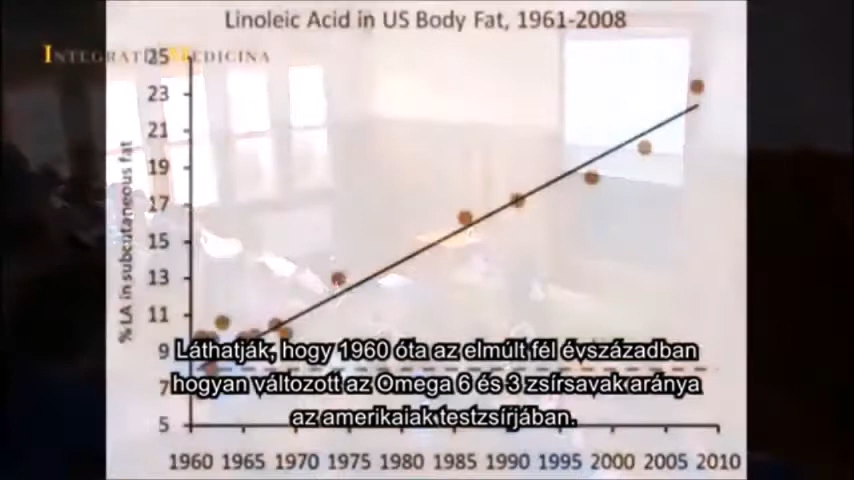 Linoleic Acid in US Body Fat, 1961-2008
INTEGRATÍV MEDICINA
% LA in subcutaneous fat
25
23
21
19
17
15
13
11
9
7
5
Láthatják, hogy 1960 óta az elmúlt fél évszázadban
hogyan változott az Omega 6 és 3 zsírsavak aránya
az amerikaiak testzsírjában.
1960 1965 1970 1975 1980 1985 1990 1995 2000 2005 2010